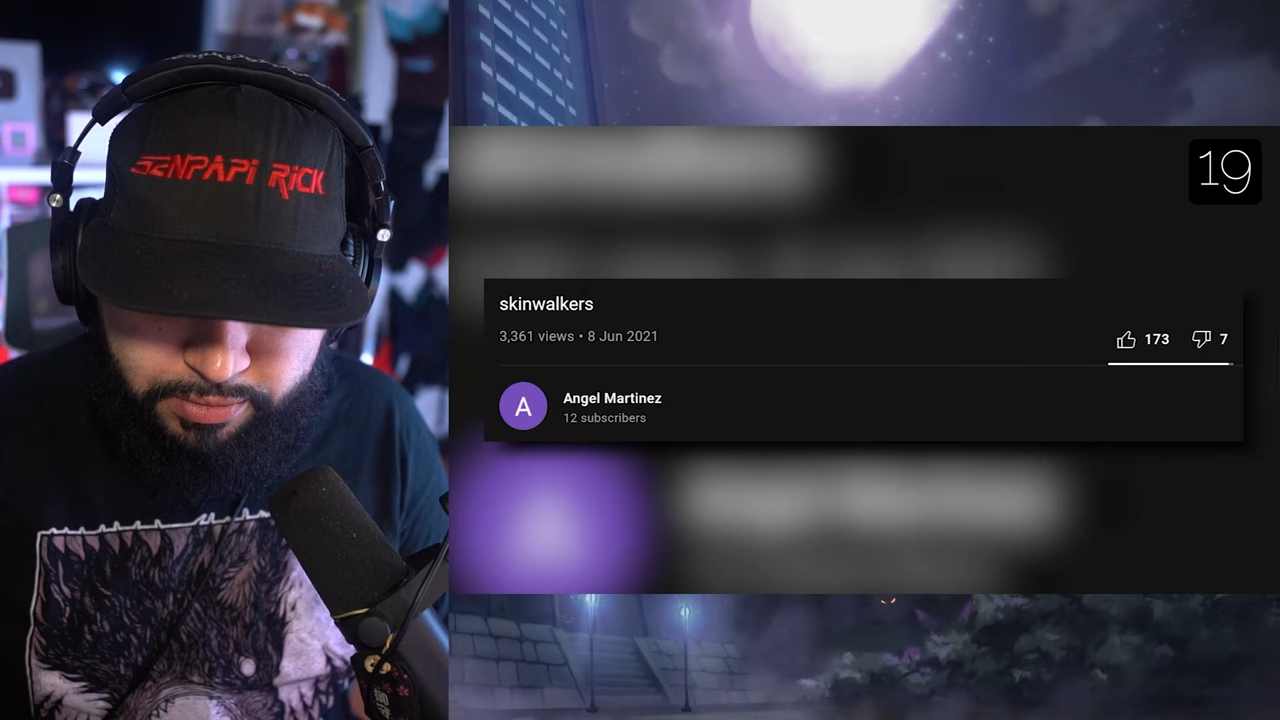 SENPAPI RICK
19
skinwalkers
3,361 views • 8 Jun 2021
173
7
A
Angel Martinez
12 subscribers